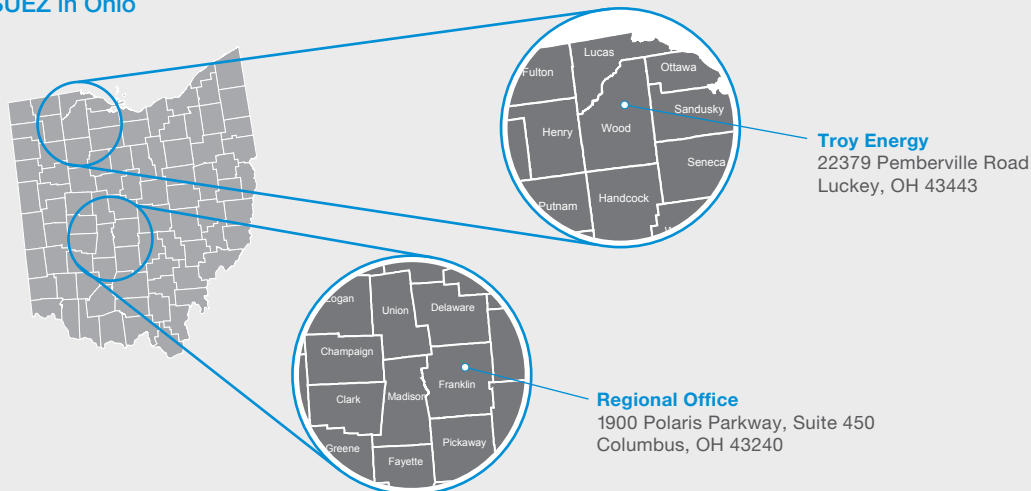 SUEZ in Ohio
Lucas
Fulton
Ottawa
Henry
Wood
Sandusky
Seneca
Putnam
Handcock
Troy Energy
22379 Pemberville Road
Luckey, OH 43443
Logan
Union
Delaware
Champaign
Clark
Madison
Franklin
Greene
Fayette
Pickaway
Regional Office
1900 Polaris Parkway, Suite 450
Columbus, OH 43240